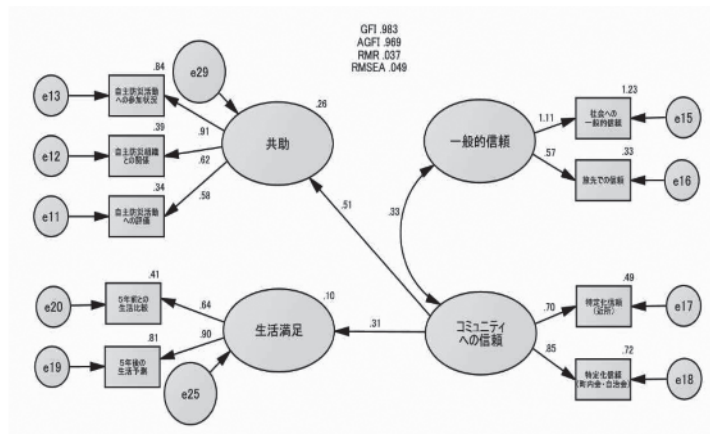 GFI .983
AGFI .969
RMR .037
RMSEA .049
e13
.84
自主防災活動
への参加状況
e29
.91
.26
共助
e12
.39
自主防災組織
との関係
.62
e11
.34
自主防災活動
への評価
.58
一般的信頼
1.11
1.23
社会への
一般的信頼
e15
.57
.33
旅先での信頼
e16
.33
.51
e20
.41
5年前との
生活比較
.64
.10
生活満足
.31
e19
.81
5年後の
生活予測
.90
e25
コミュニティ
への信頼
.70
.49
特定化信頼
(近所)
e17
.85
.72
特定化信頼
(町内会・自治会)
e18